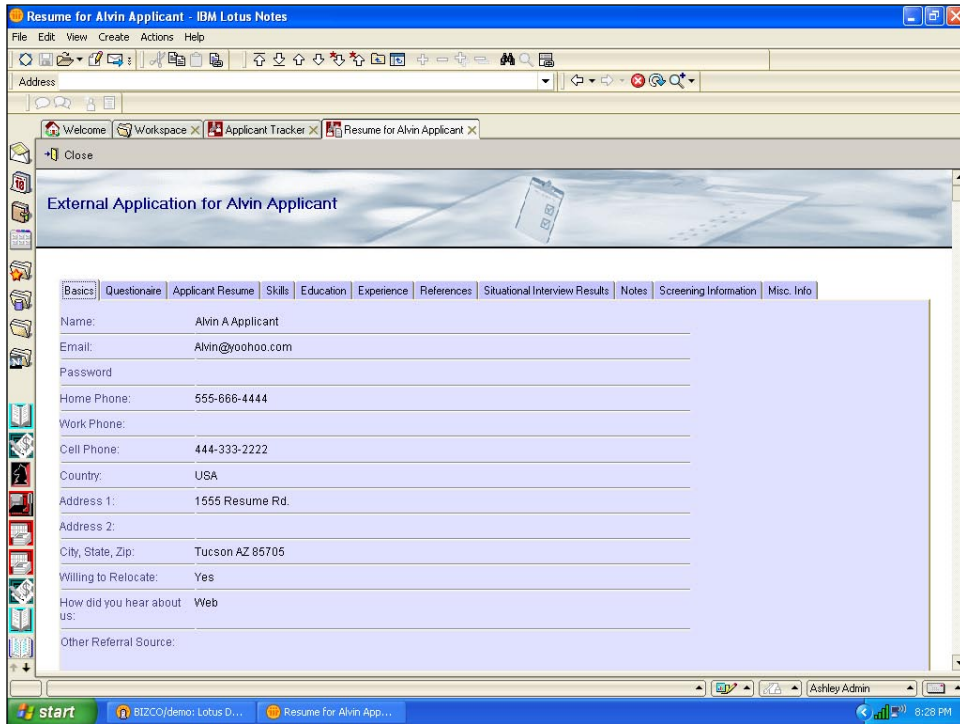 Resume for Alvin Applicant - IBM Lotus Notes
File Edit View Create Actions Help
Address
Welcome Workspace Applicant Tracker Resume for Alvin Applicant
Close
External Application for Alvin Applicant
Basics Questionaire Applicant Resume Skills Education Experience References Situational Interview Results Notes Screening Information Misc. Info
Name: Alvin A Applicant
Email: Alvin@yoohoo.com
Password
Home Phone: 555-666-4444
Work Phone:
Cell Phone: 444-333-2222
Country: USA
Address 1: 1555 Resume Rd.
Address 2:
City, State, Zip: Tucson AZ 85705
Willing to Relocate: Yes
How did you hear about Web
us:
Other Referral Source:
Ashley Admin
start BIZCO/demo: Lotus D... Resume for Alvin App... 8:28 PM